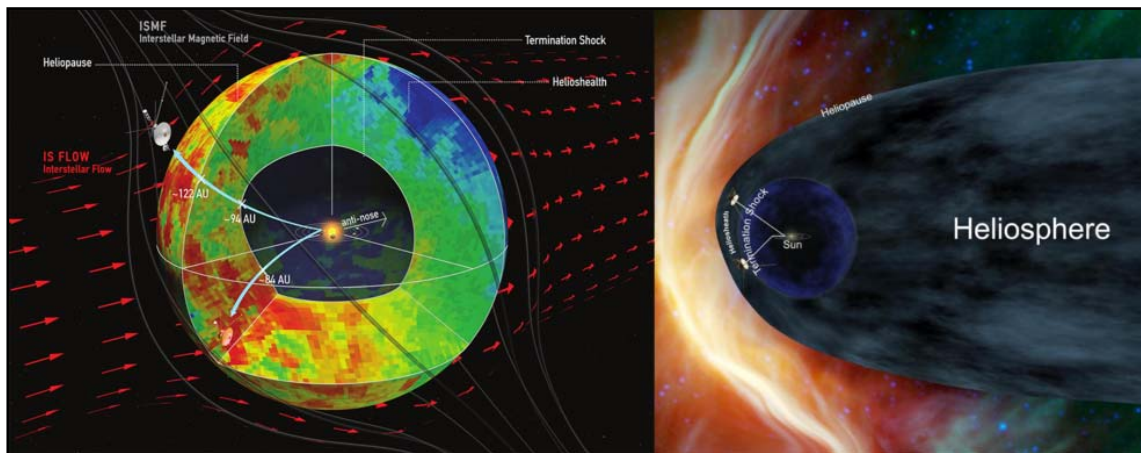 ISMF
Interstellar Magnetic Field
Termination Shock
Heliopause
Helioshealth
IS FLOW
Interstellar Flow
~122 AU
~94 AU
anti-nose
~84 AU
Heliopause
Heliosheath
Termination Shock
Sun
Heliosphere